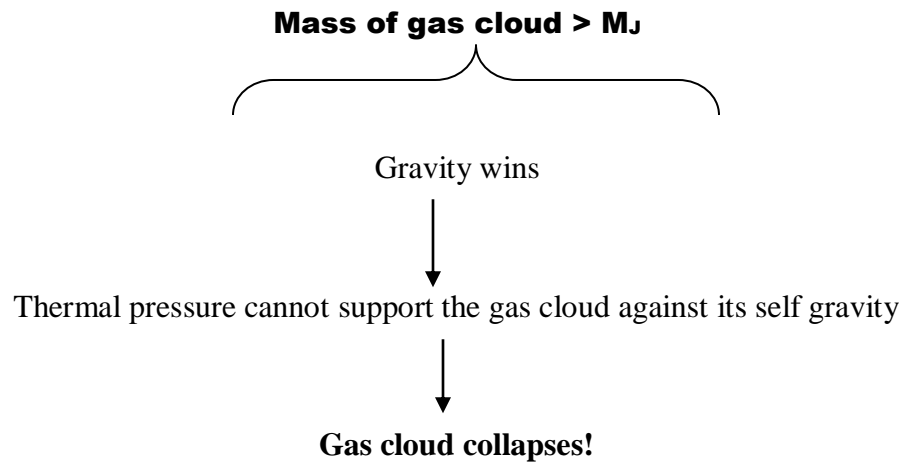 Mass of gas cloud > MJ
Gravity wins
Thermal pressure cannot support the gas cloud against its self gravity
Gas cloud collapses!